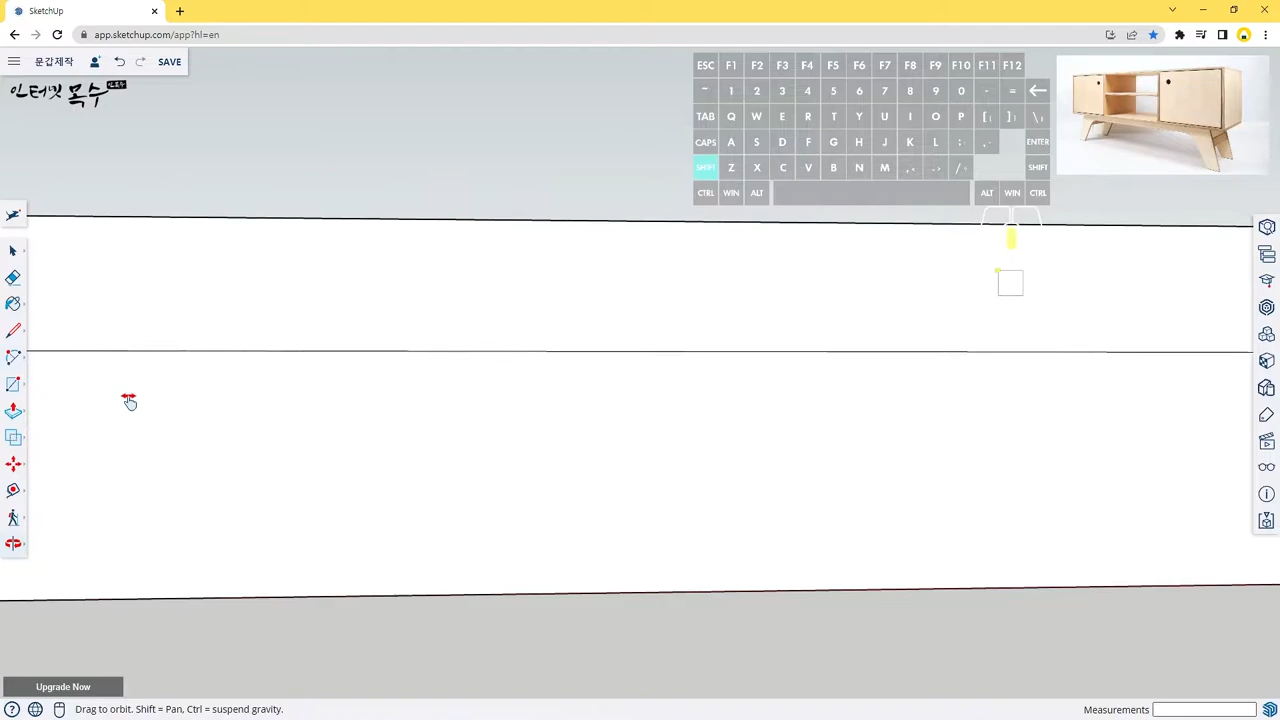 SketchUp
app.sketchup.com/app?hl=en
문갑제작 SAVE
인터넷 목수
ESC F1 F2 F3 F4 F5 F6 F7 F8 F9 F10 F11 F12
~ 1 2 3 4 5 6 7 8 9 0 - =
TAB Q W E R T Y U I O P [{ ]} \|
CAPS A S D F G H J K L ; : , . ENTER
SHIFT Z X C V B N M , < . > / ? SHIFT
CTRL WIN ALT ALT WIN CTRL
Upgrade Now
Drag to orbit. Shift = Pan, Ctrl = suspend gravity.
Measurements